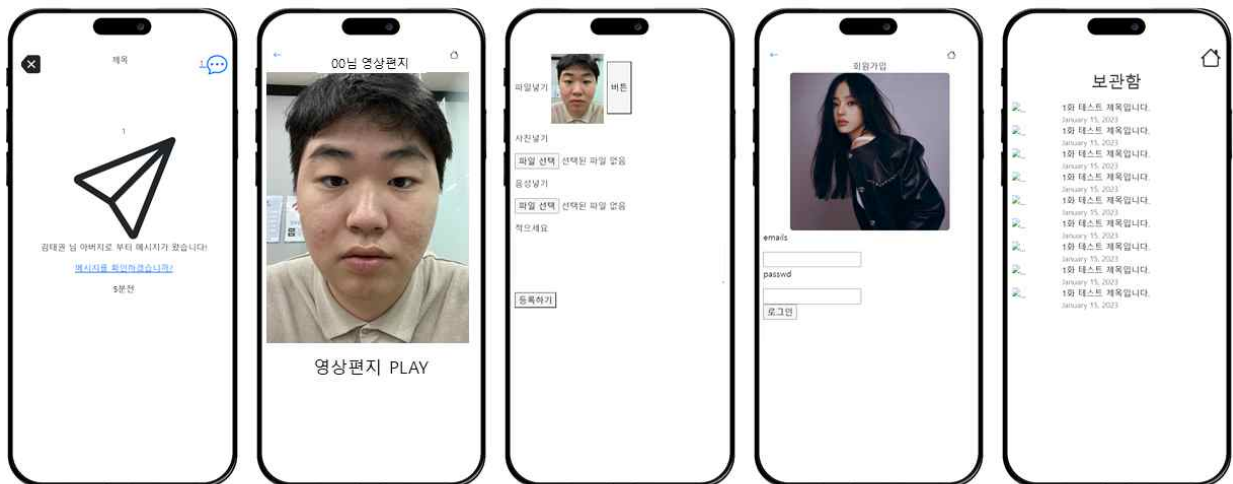 제목
1
김태권 님 아버지로 부터 메시지가 왔습니다!
메시지를 확인하겠습니까?
5분전
00님 영상편지
영상편지 PLAY
파일넣기
버튼
사진넣기
파일 선택 선택된 파일 없음
음성넣기
파일 선택 선택된 파일 없음
적으세요
등록하기
회원가입
emails
passwd
로그인
보관함
1화 테스트 제목입니다.
January 15, 2023
1화 테스트 제목입니다.
January 15, 2023
1화 테스트 제목입니다.
January 15, 2023
1화 테스트 제목입니다.
January 15, 2023
1화 테스트 제목입니다.
January 15, 2023
1화 테스트 제목입니다.
January 15, 2023
1화 테스트 제목입니다.
January 15, 2023
1화 테스트 제목입니다.
January 15, 2023
1화 테스트 제목입니다.
January 15, 2023